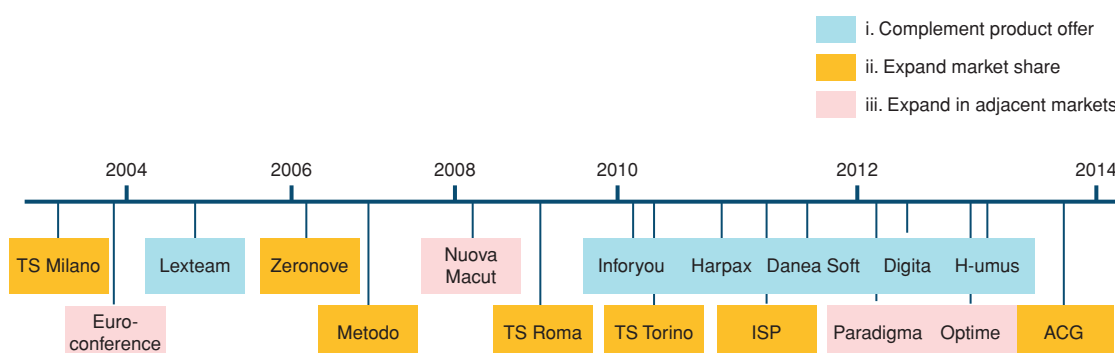 i. Complement product offer
ii. Expand market share
iii. Expand in adjacent markets
2004 2006 2008 2010 2012 2014
TS Milano Lexteam Zeronove Nuova Macut Inforyou Harpax Danea Soft Digita H-umus
Euro-
conference Metodo TS Roma TS Torino ISP Paradigma Optime ACG